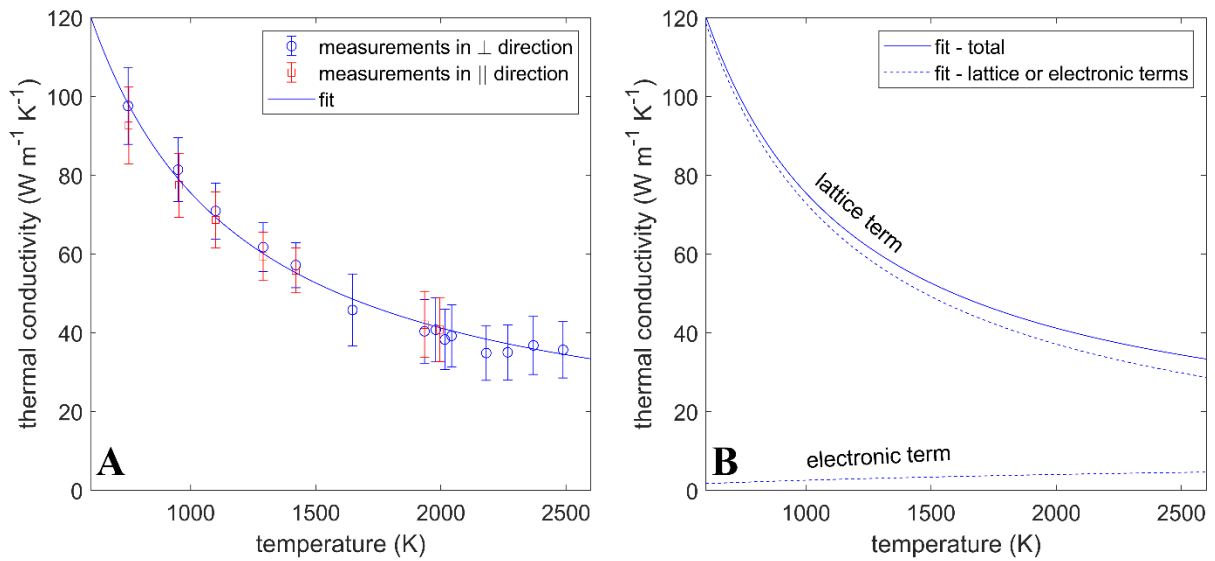 120
100
80
60
40
20
0
thermal conductivity (W m⁻¹ K⁻¹)
measurements in ⊥ direction
measurements in || direction
fit
A
1000 1500 2000 2500
temperature (K)
120
100
80
60
40
20
0
thermal conductivity (W m⁻¹ K⁻¹)
fit - total
fit - lattice or electronic terms
lattice term
electronic term
B
1000 1500 2000 2500
temperature (K)